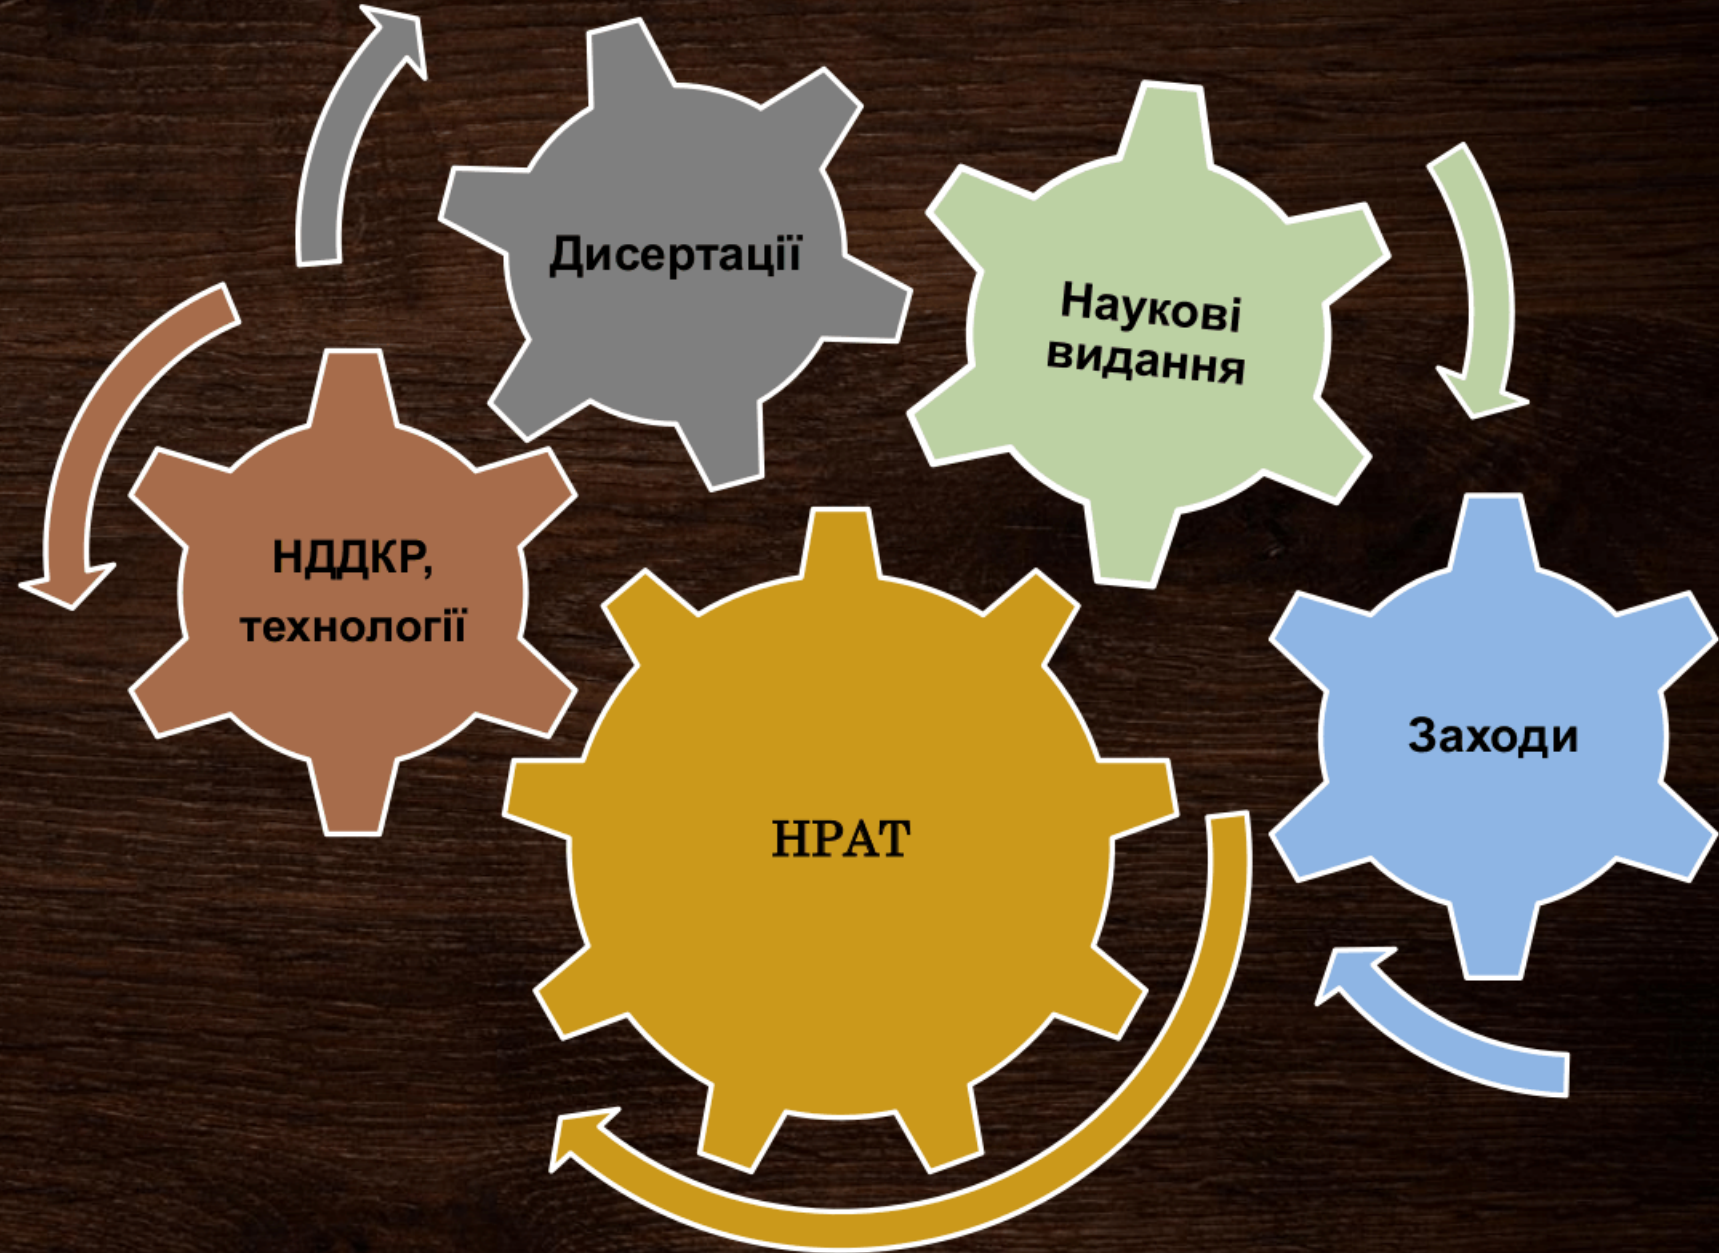 Дисертації
Наукові
видання
НДДКР,
технології
Заходи
НРАТ